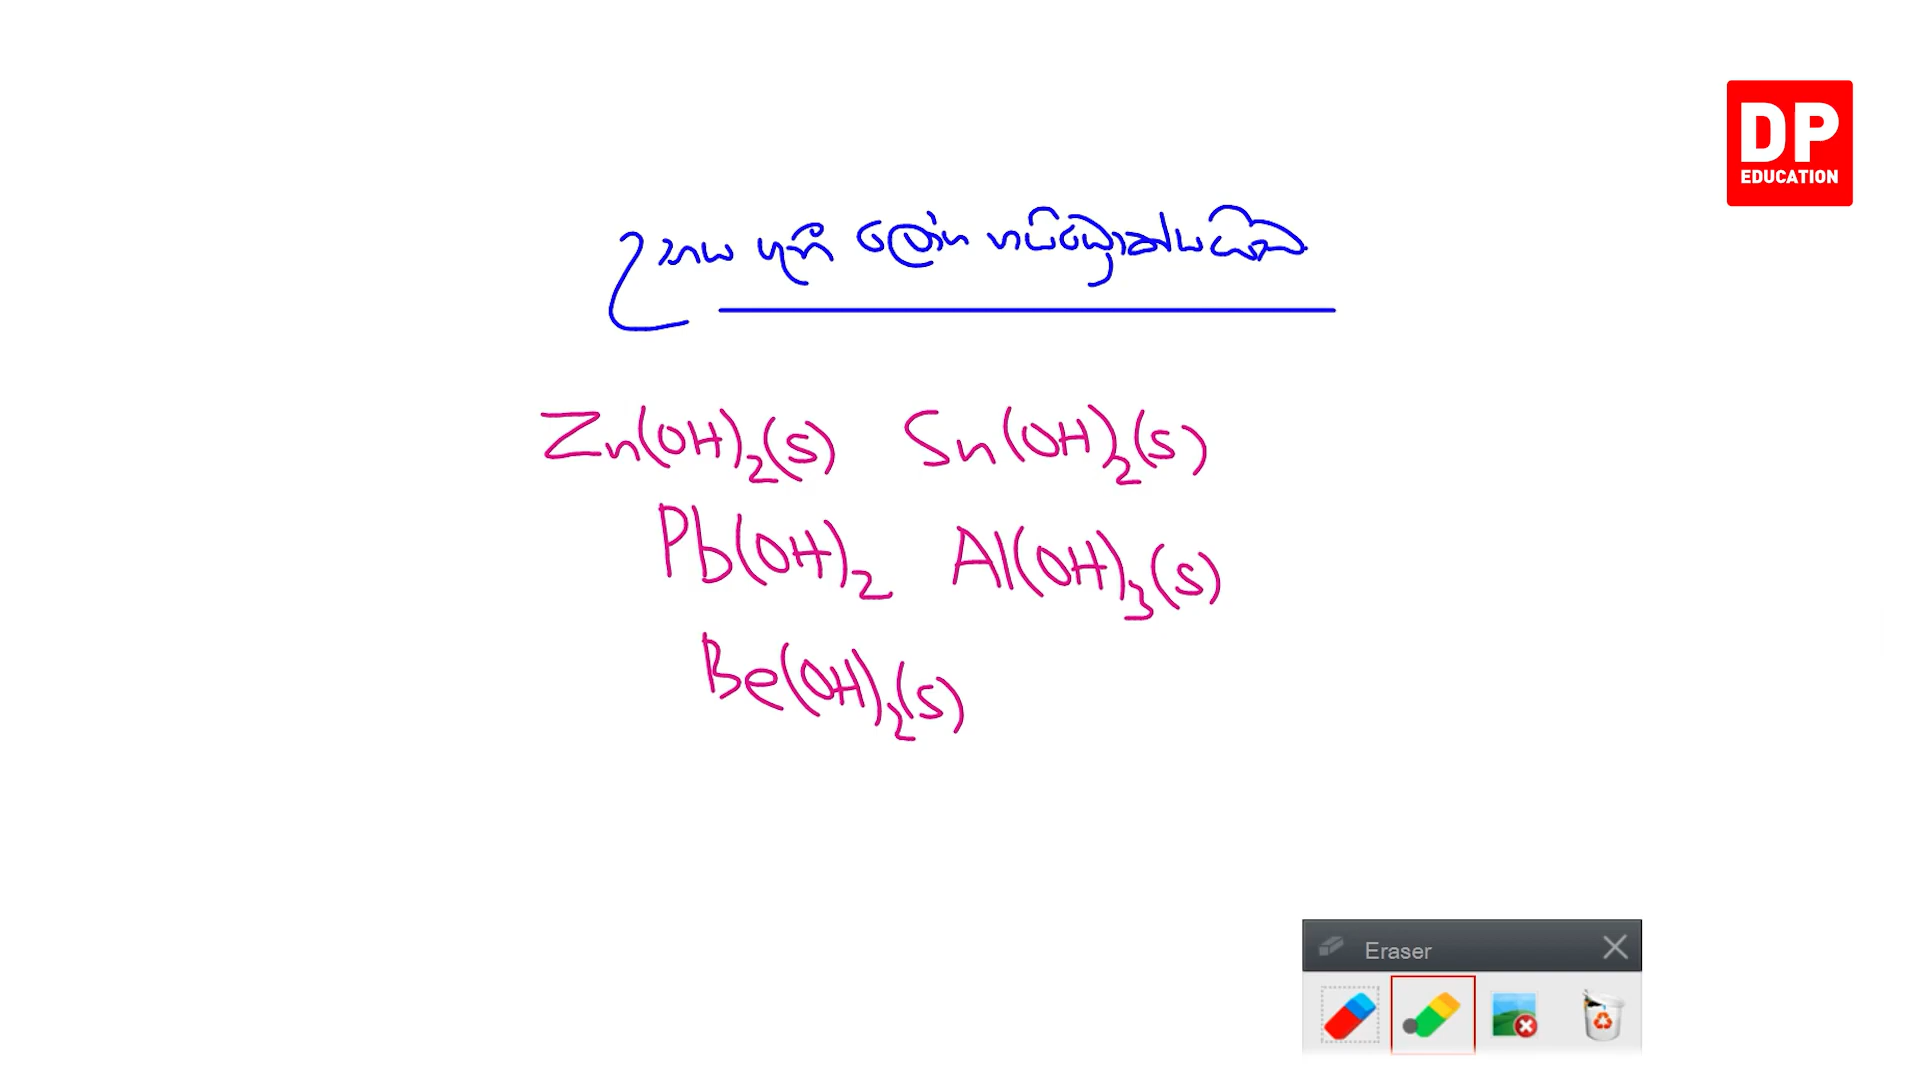 DP
EDUCATION
උභය ගුණී ලෝහ හයිඩ්‍රොක්සයිඩ
Zn(OH)₂(s) Sn(OH)₂(s)
Pb(OH)₂ Al(OH)₃(s)
Be(OH)₂(s)
Eraser